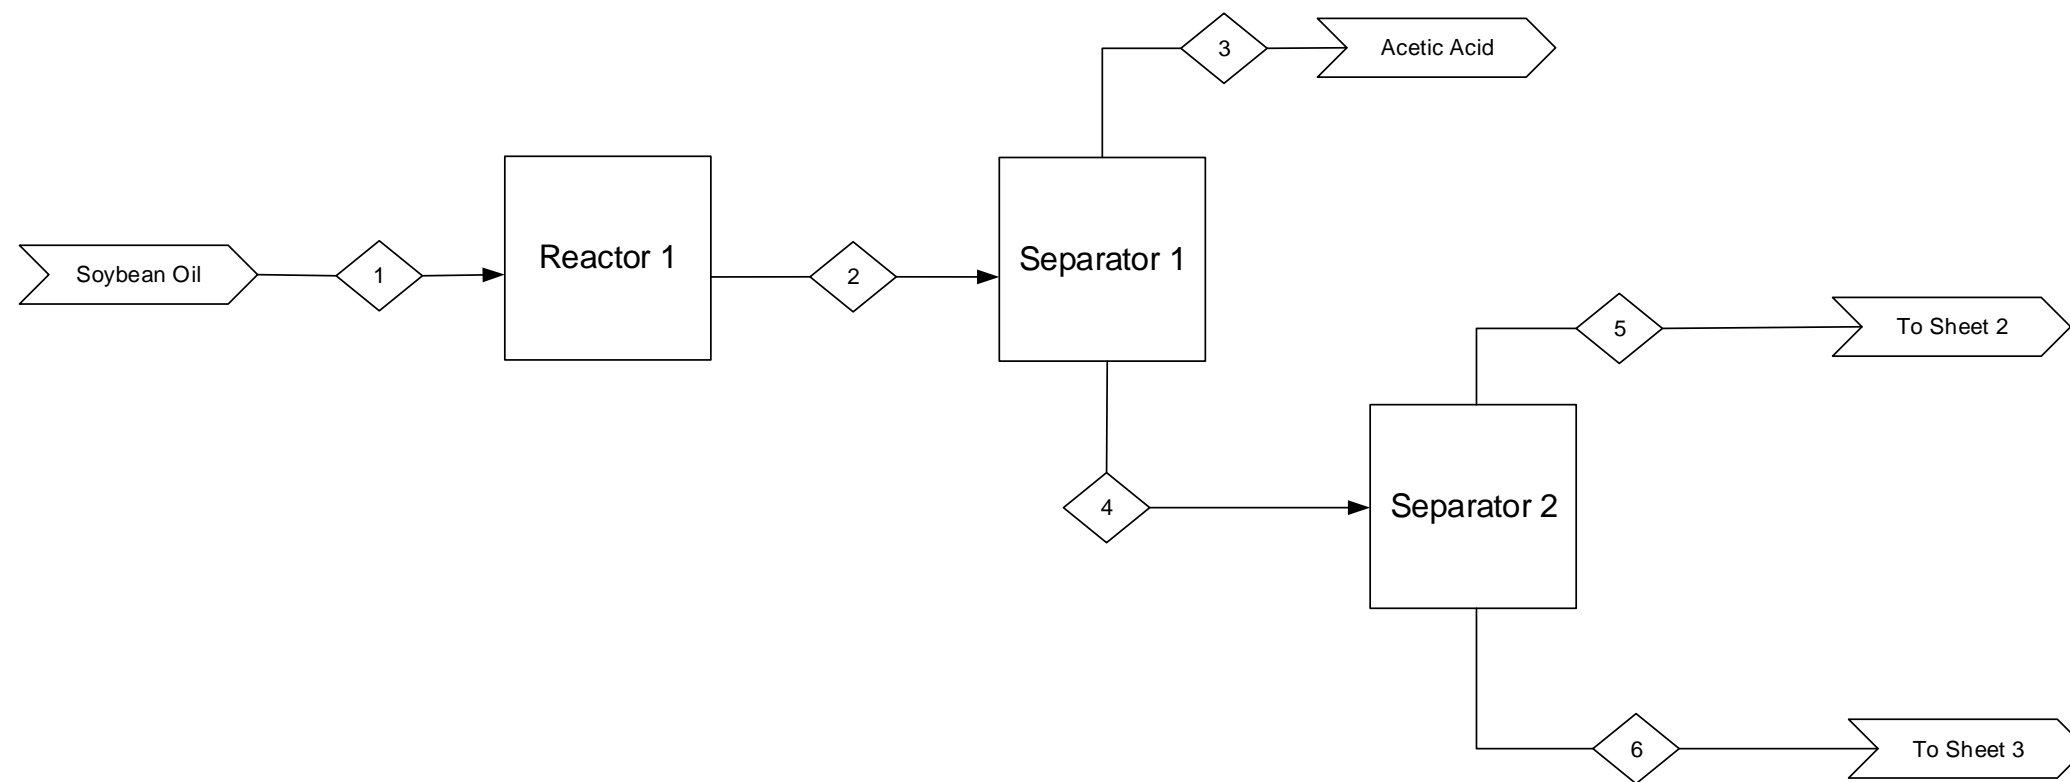 3
Acetic Acid
Soybean Oil
1
Reactor 1
2
Separator 1
5
To Sheet 2
4
Separator 2
6
To Sheet 3